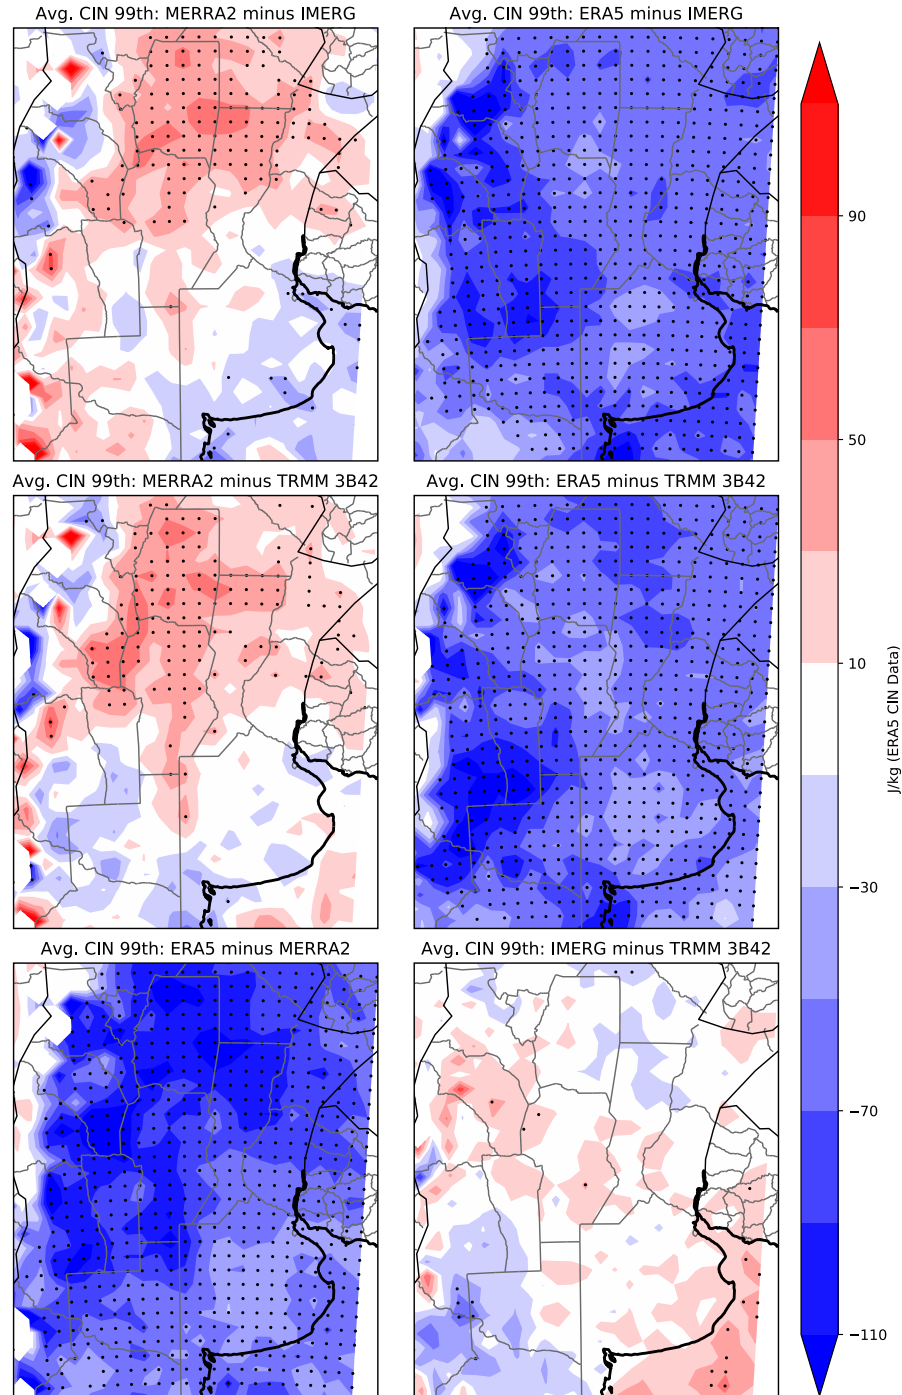 Avg. CIN 99th: MERRA2 minus IMERG
Avg. CIN 99th: ERA5 minus IMERG
Avg. CIN 99th: MERRA2 minus TRMM 3B42
Avg. CIN 99th: ERA5 minus TRMM 3B42
Avg. CIN 99th: ERA5 minus MERRA2
Avg. CIN 99th: IMERG minus TRMM 3B42
90
50
10
−30
−70
−110
J/kg (ERA5 CIN Data)